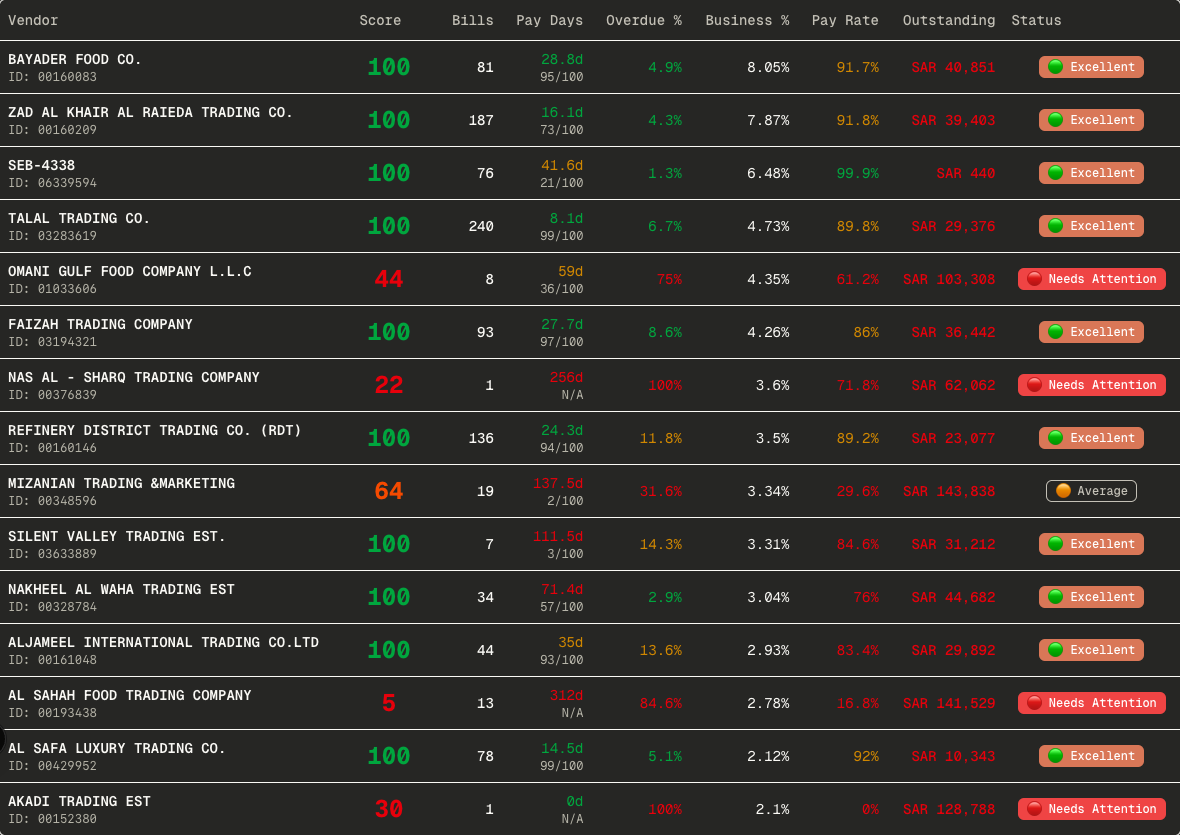 Vendor Score Bills Pay Days Overdue % Business % Pay Rate Outstanding Status
BAYADER FOOD CO.
ID: 00160083
100 81 28.8d 95/100 4.9% 8.05% 91.7% SAR 40,851 Excellent
ZAD AL KHAIR AL RAIEDA TRADING CO.
ID: 00160209
100 187 16.1d 73/100 4.3% 7.87% 91.8% SAR 39,403 Excellent
SEB-4338
ID: 06339594
100 76 41.6d 21/100 1.3% 6.48% 99.9% SAR 440 Excellent
TALAL TRADING CO.
ID: 03283619
100 240 8.1d 99/100 6.7% 4.73% 89.8% SAR 29,376 Excellent
OMANI GULF FOOD COMPANY L.L.C
ID: 01033606
44 8 59d 36/100 75% 4.35% 61.2% SAR 103,308 Needs Attention
FAIZAH TRADING COMPANY
ID: 03194321
100 93 27.7d 97/100 8.6% 4.26% 86% SAR 36,442 Excellent
NAS AL - SHARQ TRADING COMPANY
ID: 00376839
22 1 256d N/A 100% 3.6% 71.8% SAR 62,062 Needs Attention
REFINERY DISTRICT TRADING CO. (RDT)
ID: 00160146
100 136 24.3d 94/100 11.8% 3.5% 89.2% SAR 23,077 Excellent
MIZANIAN TRADING &MARKETING
ID: 00348596
64 19 137.5d 2/100 31.6% 3.34% 29.6% SAR 143,838 Average
SILENT VALLEY TRADING EST.
ID: 03633889
100 7 111.5d 3/100 14.3% 3.31% 84.6% SAR 31,212 Excellent
NAKHEEL AL WAHA TRADING EST
ID: 00328784
100 34 71.4d 57/100 2.9% 3.04% 76% SAR 44,682 Excellent
ALJAMEEL INTERNATIONAL TRADING CO.LTD
ID: 00161048
100 44 35d 93/100 13.6% 2.93% 83.4% SAR 29,892 Excellent
AL SAHAH FOOD TRADING COMPANY
ID: 00193438
5 13 312d N/A 84.6% 2.78% 16.8% SAR 141,529 Needs Attention
AL SAFA LUXURY TRADING CO.
ID: 00429952
100 78 14.5d 99/100 5.1% 2.12% 92% SAR 10,343 Excellent
AKADI TRADING EST
ID: 00152380
30 1 0d N/A 100% 2.1% 0% SAR 128,788 Needs Attention